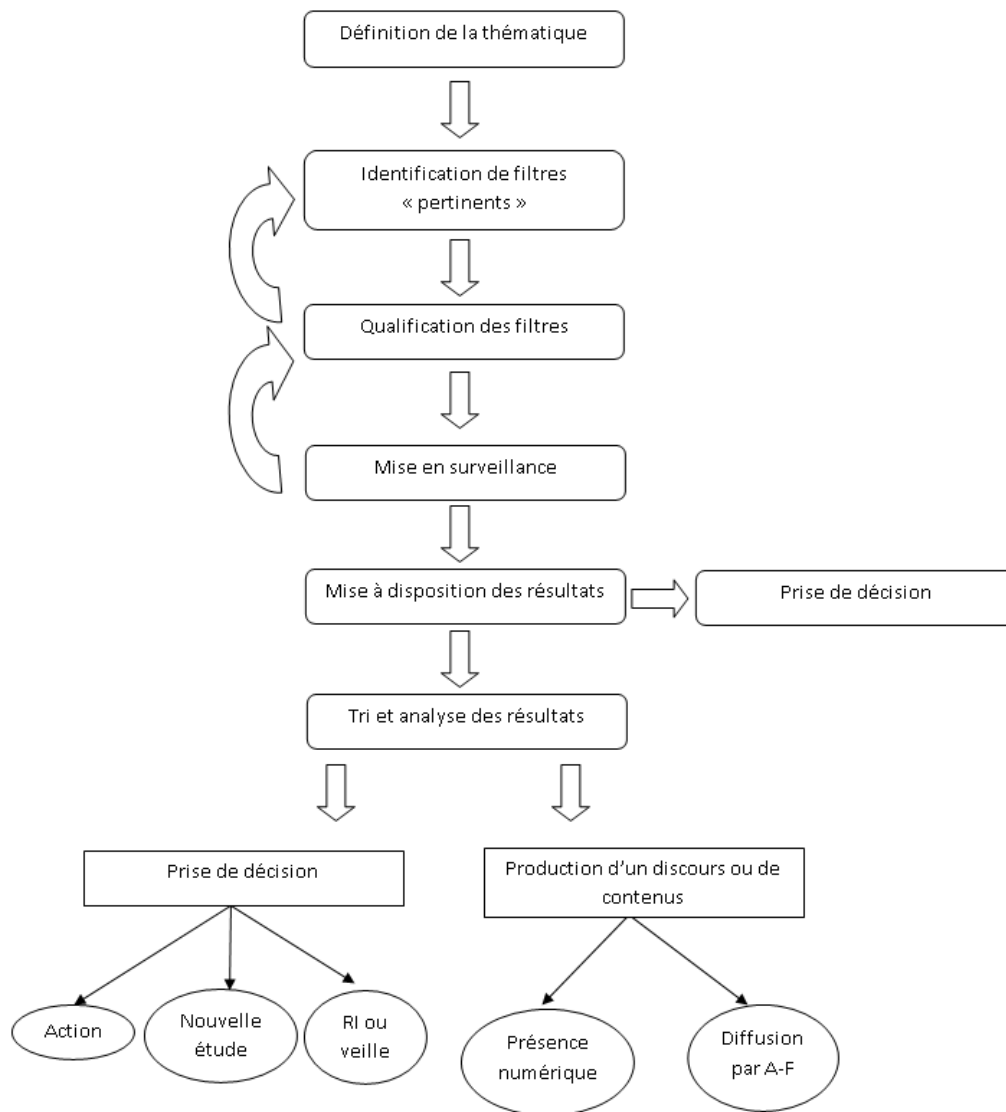 Définition de la thématique
Identification de filtres
« pertinents »
Qualification des filtres
Mise en surveillance
Mise à disposition des résultats
Prise de décision
Tri et analyse des résultats
Prise de décision
Production d'un discours ou de
contenus
Action
Nouvelle
étude
RI ou
veille
Présence
numérique
Diffusion
par A-F